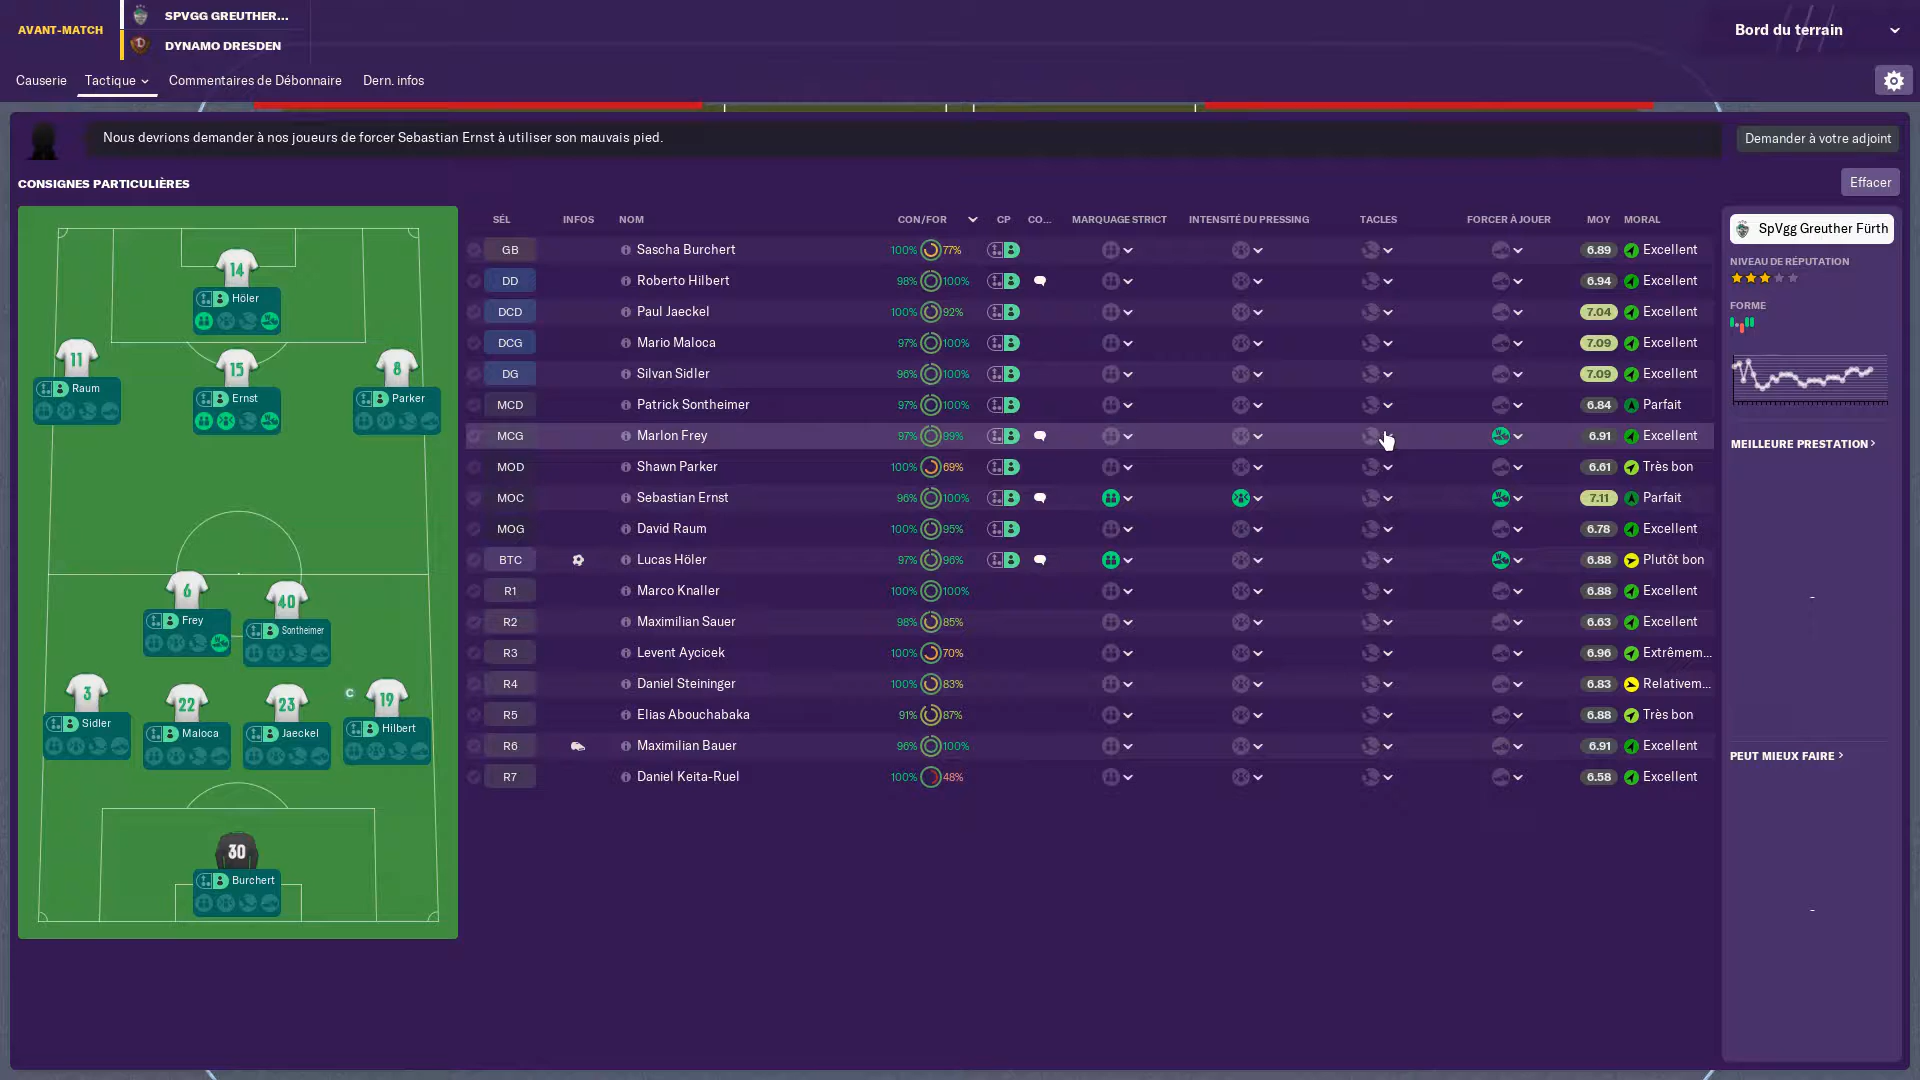 AVANT-MATCH
SPVGG GREUTHER...
DYNAMO DRESDEN
Bord du terrain
Causerie Tactique Commentaires de Débonnaire Dern. infos
Nous devrions demander à nos joueurs de forcer Sebastian Ernst à utiliser son mauvais pied.
Demander à votre adjoint
CONSIGNES PARTICULIÈRES
Effacer
14
Höler
11
Raum
15
Ernst
8
Parker
6
Frey
40
Sontheimer
3
Sidler
22
Maloca
23
Jaeckel
C
19
Hilbert
30
Burchert
SÉL INFOS NOM CON/FOR CP CO... MARQUAGE STRICT INTENSITÉ DU PRESSING TACLES FORCER À JOUER MOY MORAL
GB Sascha Burchert 100% 77% 6.89 Excellent
DD Roberto Hilbert 98% 100% 6.94 Excellent
DCD Paul Jaeckel 100% 92% 7.04 Excellent
DCG Mario Maloca 97% 100% 7.09 Excellent
DG Silvan Sidler 96% 100% 7.09 Excellent
MCD Patrick Sontheimer 97% 100% 6.84 Parfait
MCG Marlon Frey 97% 99% 6.91 Excellent
MOD Shawn Parker 100% 69% 6.61 Très bon
MOC Sebastian Ernst 96% 100% 7.11 Parfait
MOG David Raum 100% 95% 6.78 Excellent
BTC Lucas Höler 97% 96% 6.88 Plutôt bon
R1 Marco Knaller 100% 100% 6.88 Excellent
R2 Maximilian Sauer 98% 85% 6.63 Excellent
R3 Levent Aycicek 100% 70% 6.96 Extrêmem...
R4 Daniel Steininger 100% 83% 6.83 Relativem...
R5 Elias Abouchabaka 91% 87% 6.88 Très bon
R6 Maximilian Bauer 96% 100% 6.91 Excellent
R7 Daniel Keita-Ruel 100% 48% 6.58 Excellent
SpVgg Greuther Fürth
NIVEAU DE RÉPUTATION
FORME
MEILLEURE PRESTATION >
-
PEUT MIEUX FAIRE >
-